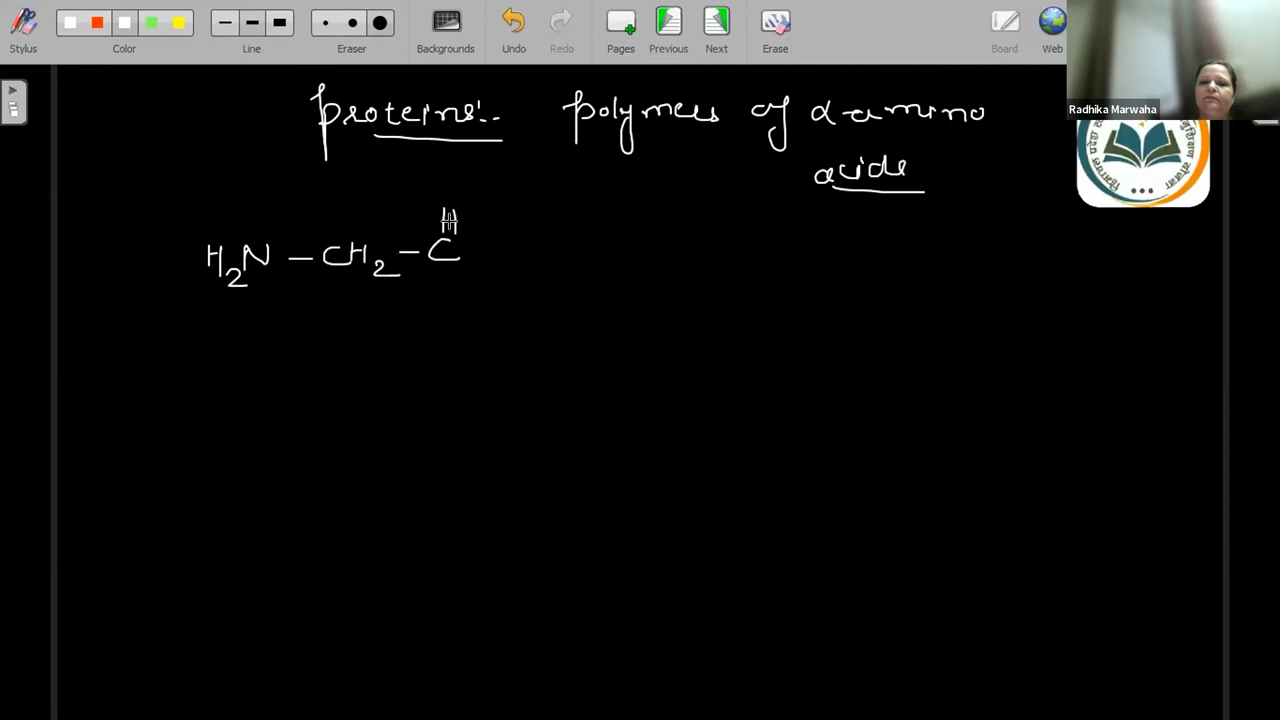 Stylus Color Line Eraser Backgrounds Undo Redo Pages Previous Next Erase Board Web
Radhika Marwaha
Proteins:- polymers of α-amino
acids
H₂N – CH₂ – C